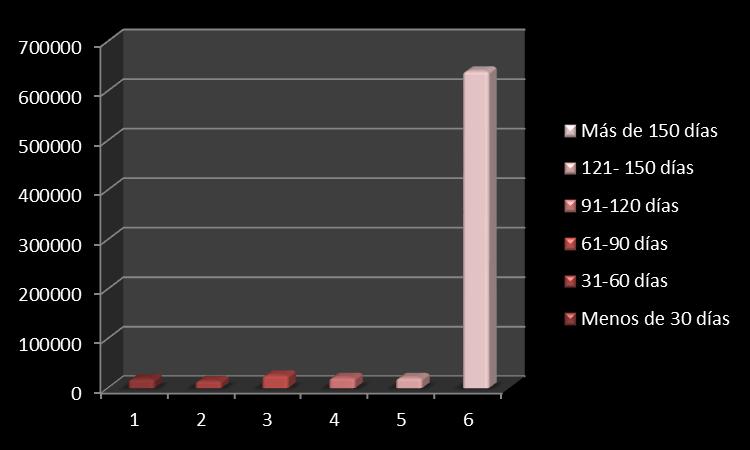 700000
600000
500000
400000
300000
200000
100000
0
1 2 3 4 5 6
Más de 150 días
121- 150 días
91-120 días
61-90 días
31-60 días
Menos de 30 días